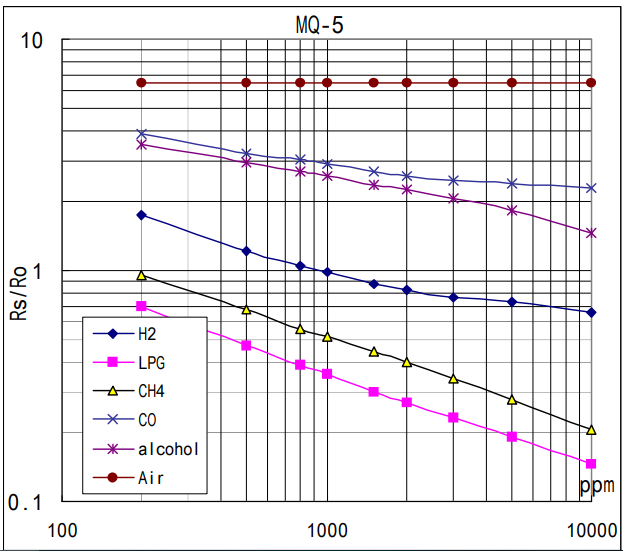 MQ-5
10
1
0.1
Rs/Ro
H2
LPG
CH4
CO
alcohol
Air
ppm
100
1000
10000